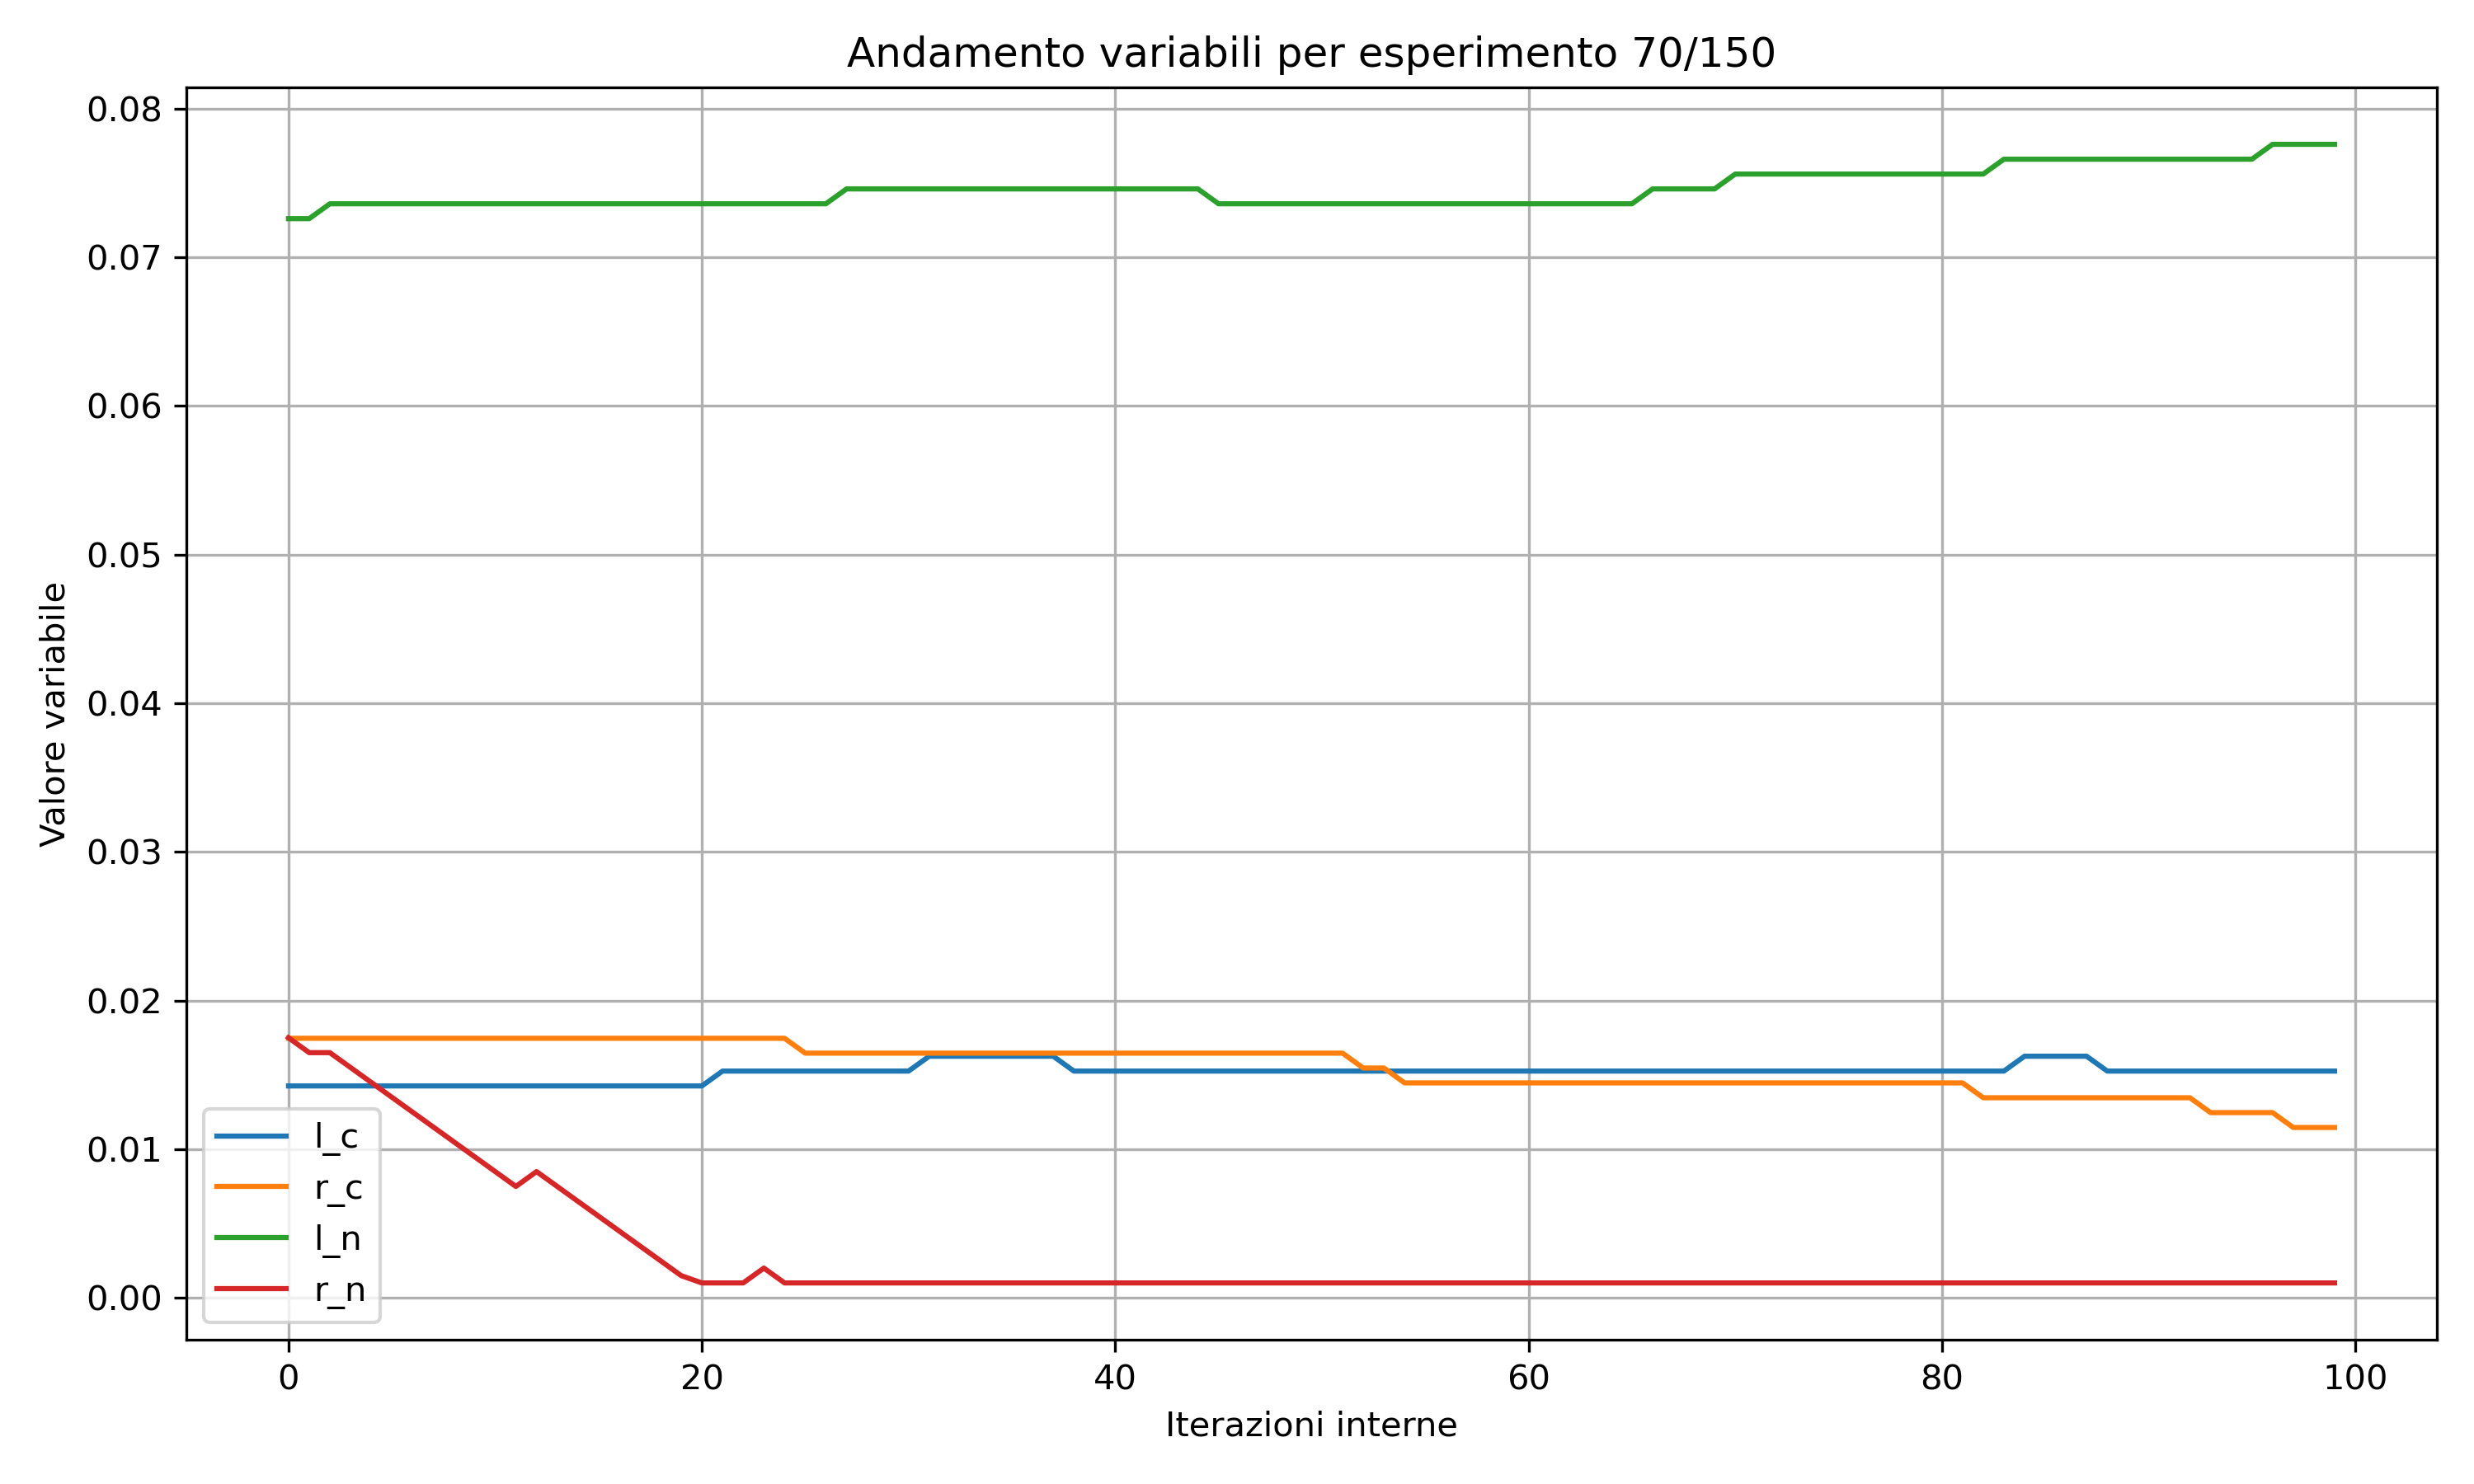 Andamento variabili per esperimento 70/150
Valore variabile
0.08
0.07
0.06
0.05
0.04
0.03
0.02
0.01
0.00
l_c
r_c
l_n
r_n
0 20 40 60 80 100
Iterazioni interne